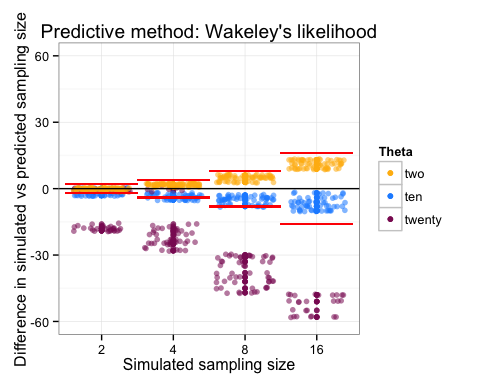 Predictive method: Wakeley's likelihood
Difference in simulated vs predicted sampling size
60
30
0
-30
-60
2 4 8 16
Simulated sampling size
Theta
two
ten
twenty